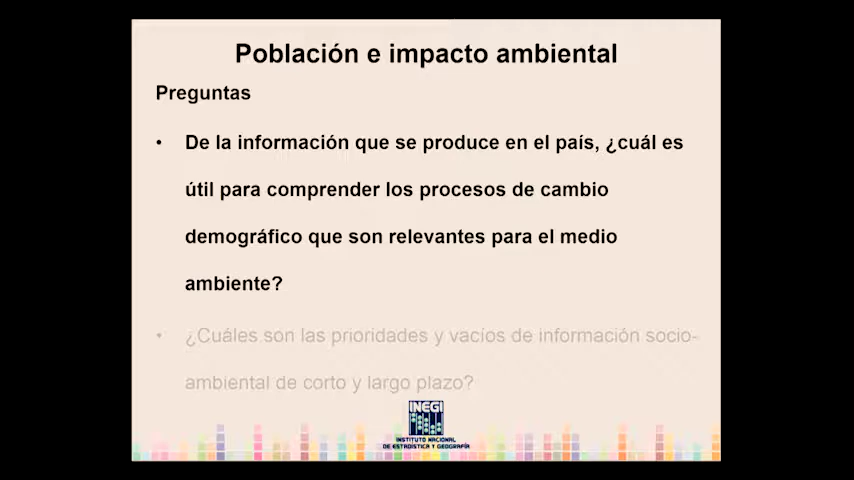 Población e impacto ambiental
Preguntas
• De la información que se produce en el país, ¿cuál es
útil para comprender los procesos de cambio
demográfico que son relevantes para el medio
ambiente?
• ¿Cuáles son las prioridades y vacíos de información socio-
ambiental de corto y largo plazo?
INEGI
INSTITUTO NACIONAL
DE ESTADÍSTICA Y GEOGRAFÍA